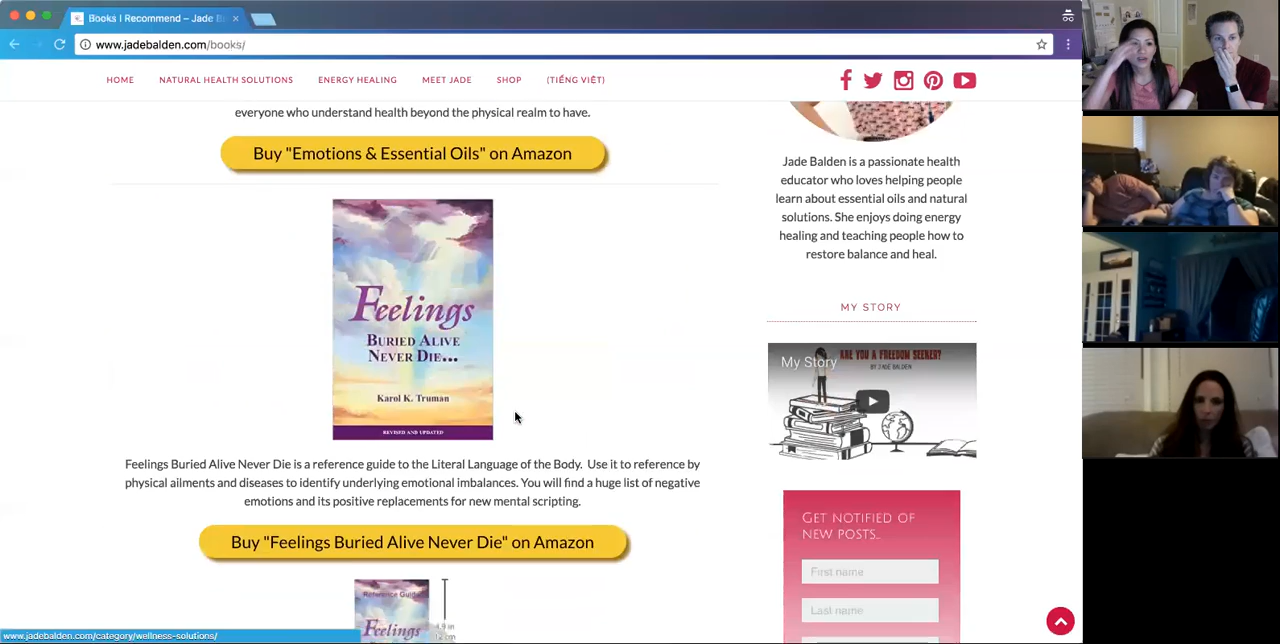 Books I Recommend – Jade B
www.jadebalden.com/books/
HOME NATURAL HEALTH SOLUTIONS ENERGY HEALING MEET JADE SHOP (TIẾNG VIỆT)
everyone who understand health beyond the physical realm to have.
Buy "Emotions & Essential Oils" on Amazon
Feelings
BURIED ALIVE
NEVER DIE...
Karol K. Truman
REVISED AND UPDATED
Feelings Buried Alive Never Die is a reference guide to the Literal Language of the Body. Use it to reference by
physical ailments and diseases to identify underlying emotional imbalances. You will find a huge list of negative
emotions and its positive replacements for new mental scripting.
Buy "Feelings Buried Alive Never Die" on Amazon
Reference Guide
Feelings
www.jadebalden.com/category/wellness-solutions/
Jade Balden is a passionate health
educator who loves helping people
learn about essential oils and natural
solutions. She enjoys doing energy
healing and teaching people how to
restore balance and heal.
MY STORY
My Story
ARE YOU A FREEDOM SEEKER?
BY JADE BALDEN
GET NOTIFIED OF
NEW POSTS..
First name
Last name